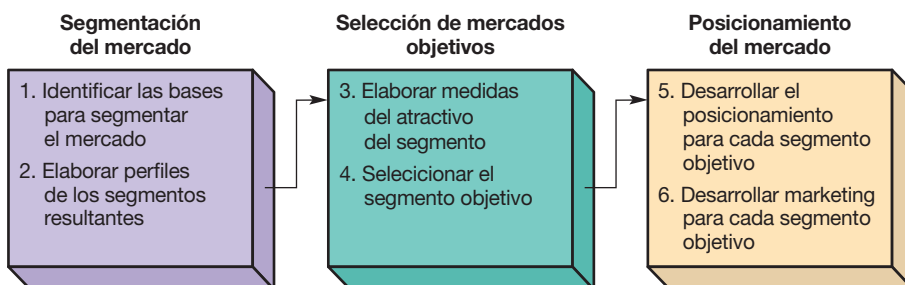 Segmentación
del mercado
1. Identificar las bases
para segmentar
el mercado
2. Elaborar perfiles
de los segmentos
resultantes
Selección de mercados
objetivos
3. Elaborar medidas
del atractivo
del segmento
4. Selecicionar el
segmento objetivo
Posicionamiento
del mercado
5. Desarrollar el
posicionamiento
para cada segmento
objetivo
6. Desarrollar marketing
para cada segmento
objetivo